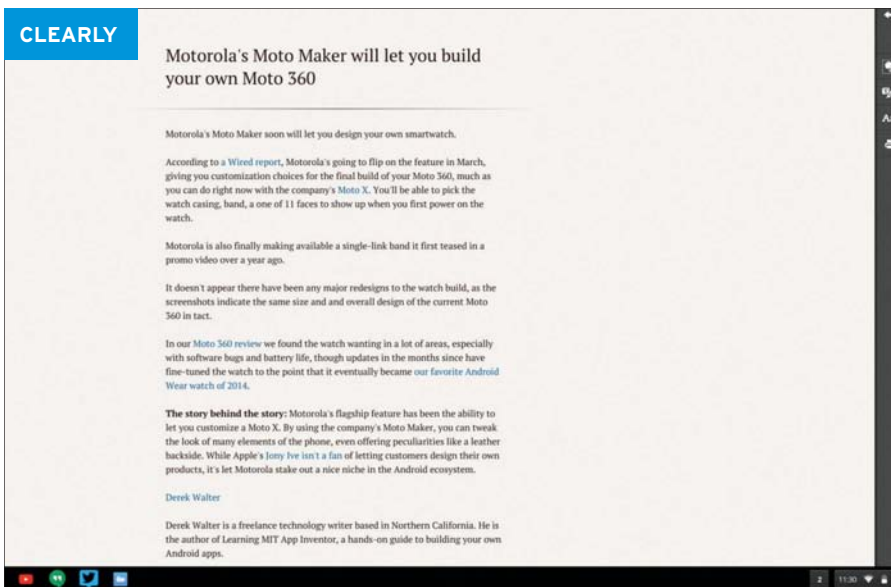 CLEARLY
Motorola's Moto Maker will let you build
your own Moto 360
Motorola's Moto Maker soon will let you design your own smartwatch.
According to a Wired report, Motorola's going to flip on the feature in March,
giving you customization choices for the final build of your Moto 360, much as
you can do right now with the company's Moto X. You'll be able to pick the
watch casing, band, a one of 11 faces to show up when you first power on the
watch.
Motorola is also finally making available a single-link band it first teased in a
promo video over a year ago.
It doesn't appear there have been any major redesigns to the watch build, as the
screenshots indicate the same size and and overall design of the current Moto
360 in tact.
In our Moto 360 review we found the watch wanting in a lot of areas, especially
with software bugs and battery life, though updates in the months since have
fine-tuned the watch to the point that it eventually became our favorite Android
Wear watch of 2014.
The story behind the story: Motorola's flagship feature has been the ability to
let you customize a Moto X. By using the company's Moto Maker, you can tweak
the look of many elements of the phone, even offering peculiarities like a leather
backside. While Apple's Jony Ive isn't a fan of letting customers design their own
products, it's let Motorola stake out a nice niche in the Android ecosystem.
Derek Walter
Derek Walter is a freelance technology writer based in Northern California. He is
the author of Learning MIT App Inventor, a hands-on guide to building your own
Android apps.
2 11:30